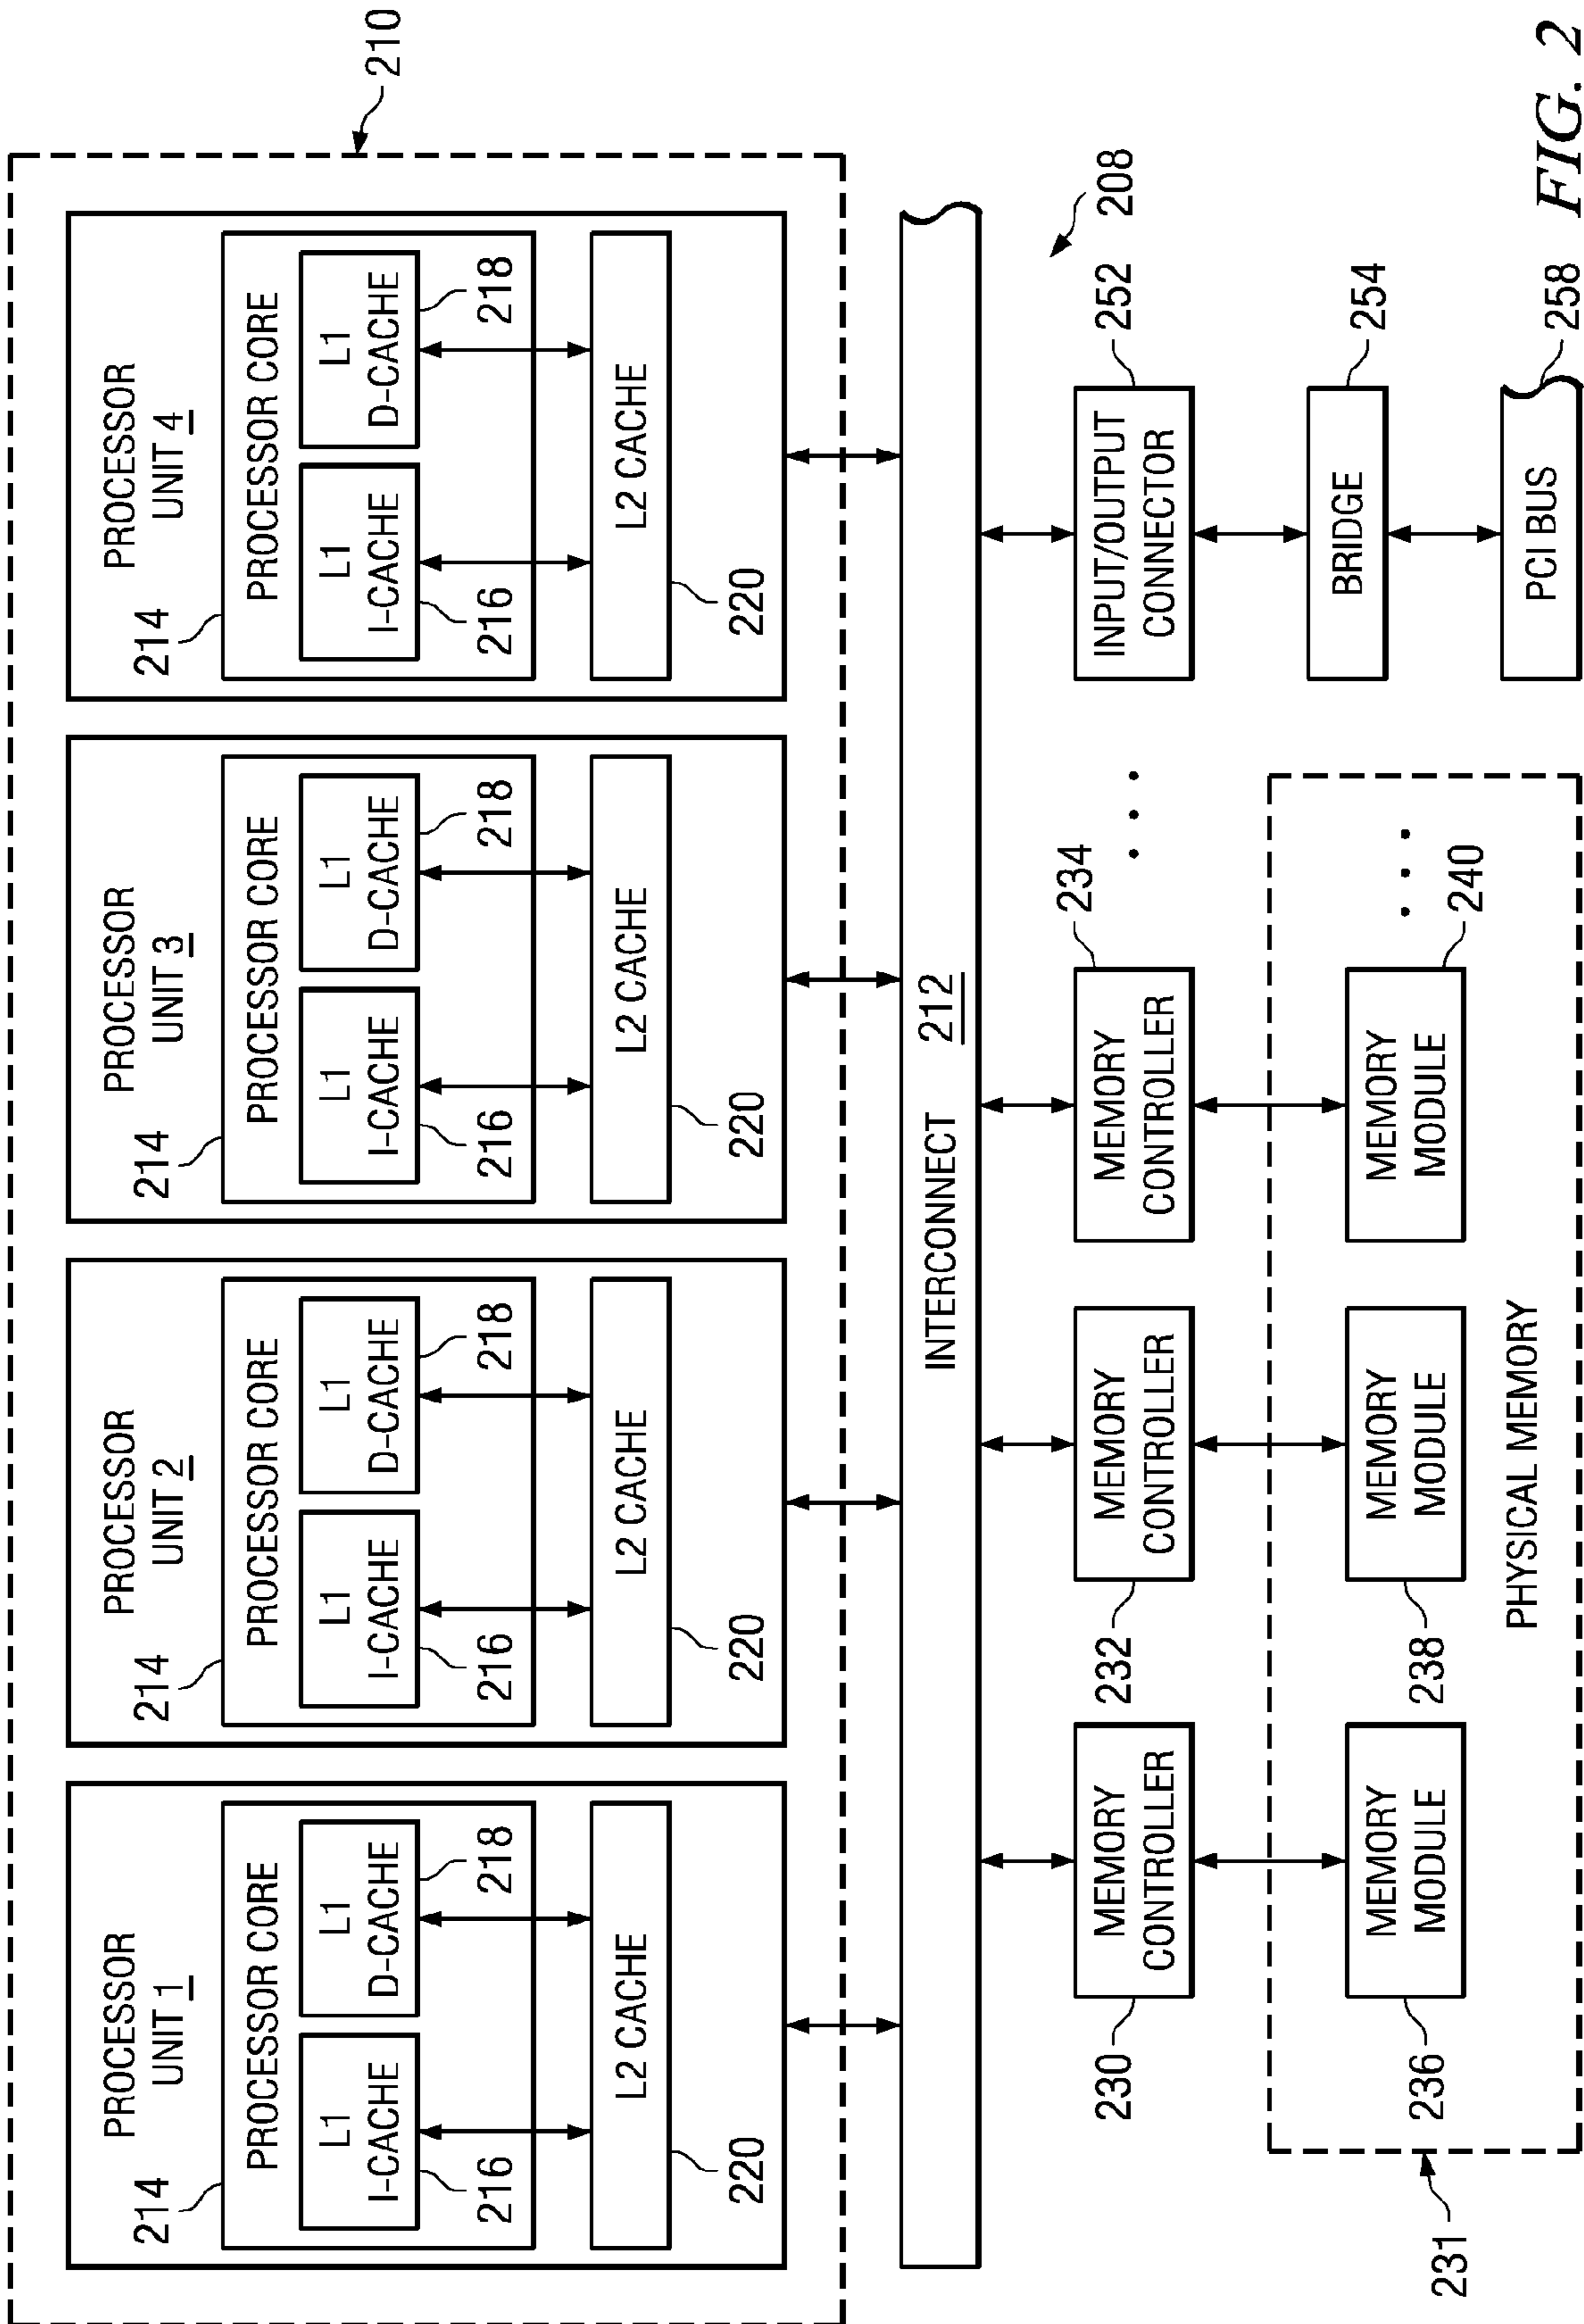 210
PROCESSOR
UNIT 1
214
PROCESSOR CORE
L1
I-CACHE
216
L1
D-CACHE
218
L2 CACHE
220
PROCESSOR
UNIT 2
214
PROCESSOR CORE
L1
I-CACHE
216
L1
D-CACHE
218
L2 CACHE
220
PROCESSOR
UNIT 3
214
PROCESSOR CORE
L1
I-CACHE
216
L1
D-CACHE
218
L2 CACHE
220
PROCESSOR
UNIT 4
214
PROCESSOR CORE
L1
I-CACHE
216
L1
D-CACHE
218
L2 CACHE
220
INTERCONNECT 212
208
230
MEMORY
CONTROLLER
232
MEMORY
CONTROLLER
234
MEMORY
CONTROLLER
. . .
252
INPUT/OUTPUT
CONNECTOR
231
236
MEMORY
MODULE
238
MEMORY
MODULE
240
MEMORY
MODULE
. . .
PHYSICAL MEMORY
254
BRIDGE
258
PCI BUS
FIG. 2